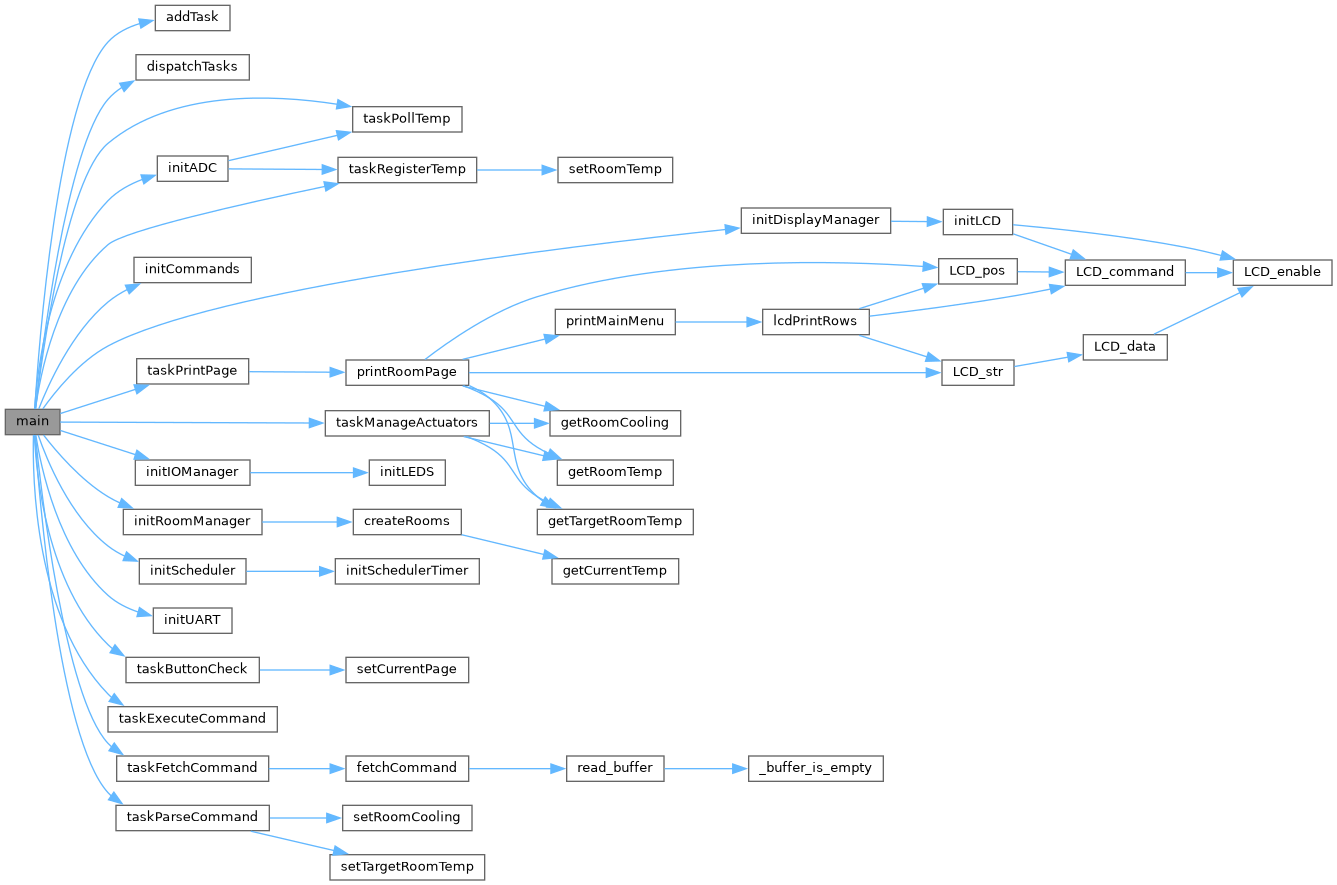 addTask
dispatchTasks
taskPollTemp
initADC
taskRegisterTemp
setRoomTemp
initDisplayManager
initLCD
initCommands
LCD_pos
LCD_command
LCD_enable
printMainMenu
lcdPrintRows
LCD_data
taskPrintPage
printRoomPage
LCD_str
main
taskManageActuators
getRoomCooling
initIOManager
initLEDS
getRoomTemp
initRoomManager
createRooms
getTargetRoomTemp
initScheduler
initSchedulerTimer
getCurrentTemp
initUART
taskButtonCheck
setCurrentPage
taskExecuteCommand
taskFetchCommand
fetchCommand
read_buffer
_buffer_is_empty
taskParseCommand
setRoomCooling
setTargetRoomTemp